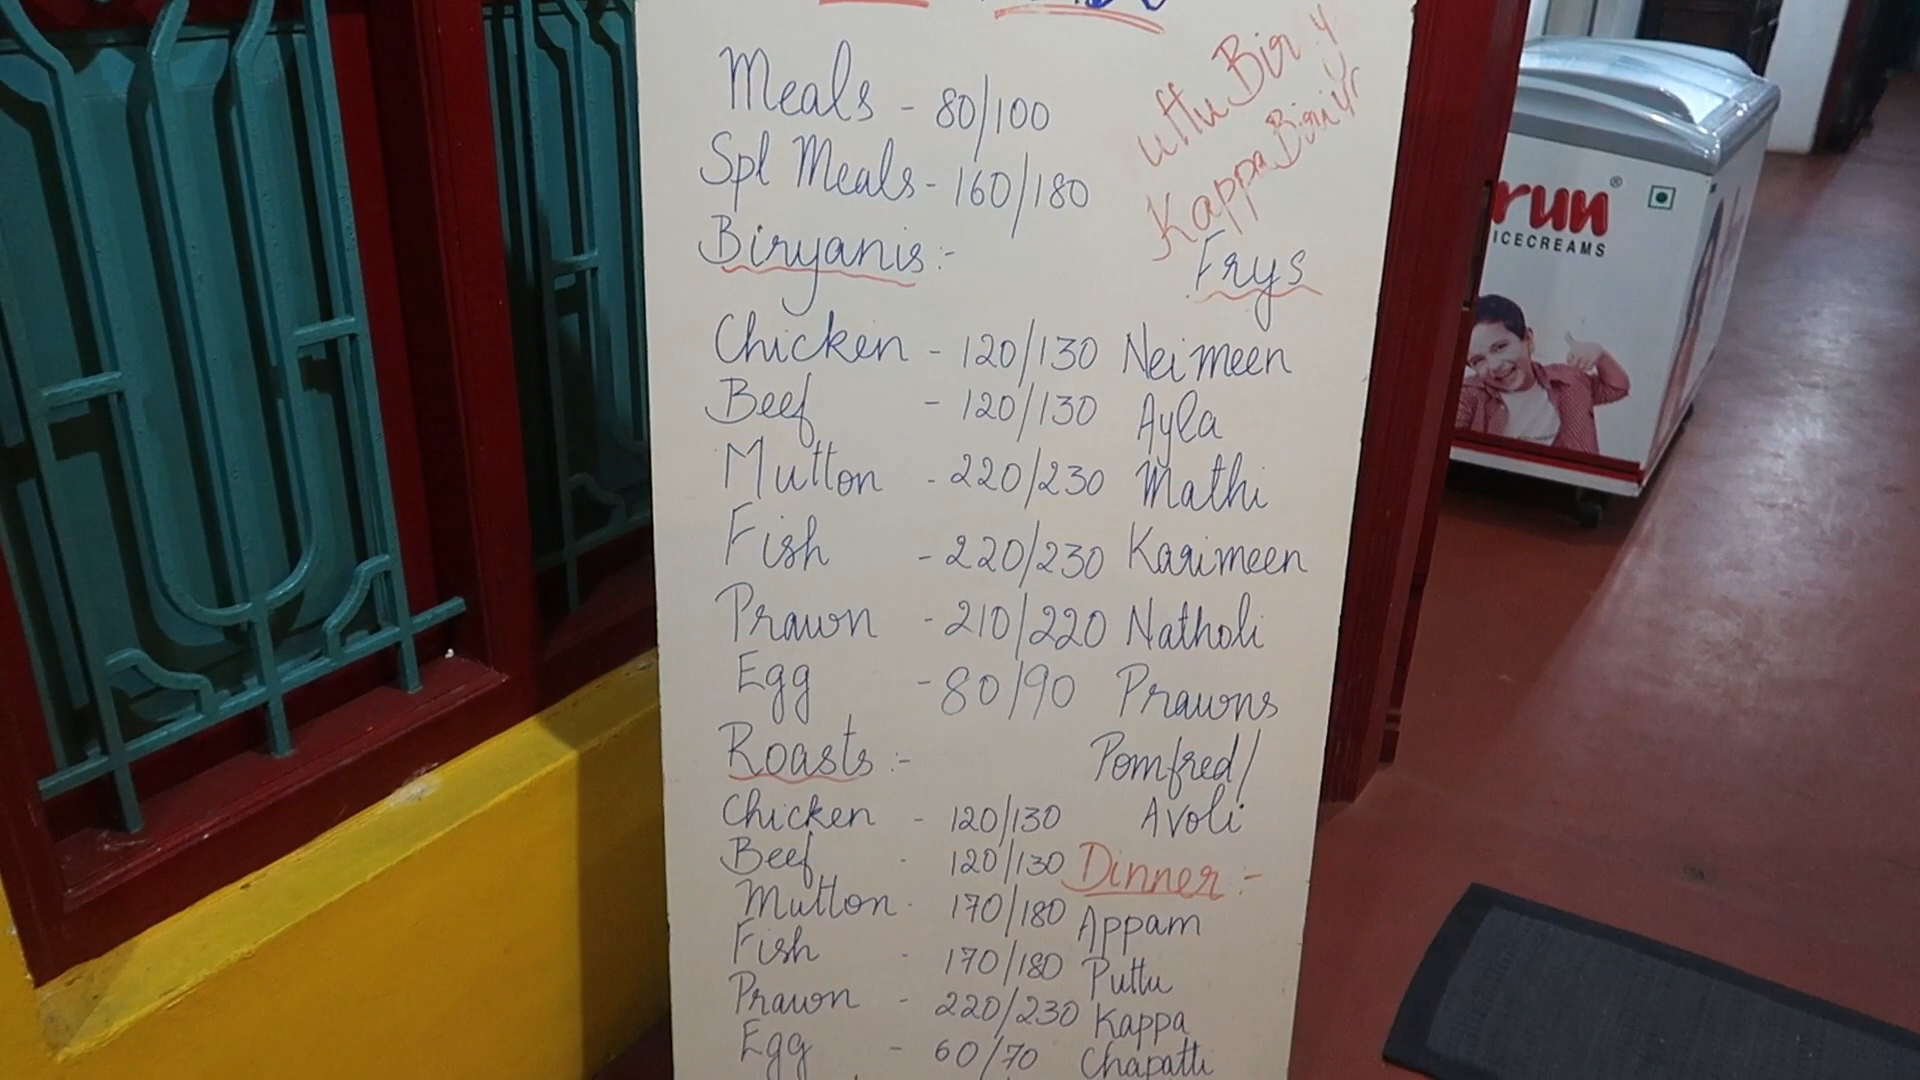 Meals - 80/100
Spl Meals - 160/180
Biryanis :-
Chicken - 120/130
Beef - 120/130
Mutton - 220/230
Fish - 220/230
Prawn - 210/220
Egg - 80/90
Roasts :-
Chicken - 120/130
Beef - 120/130
Mutton - 170/180
Fish - 170/180
Prawn - 220/230
Egg - 60/70
Kappa
Frys
Neimeen
Ayla
Mathi
Karimeen
Natholi
Prawns
Pomfred/
Avoli
Dinner :-
Appam
Puttu
Kappa
Chapatti
run®
ICECREAMS